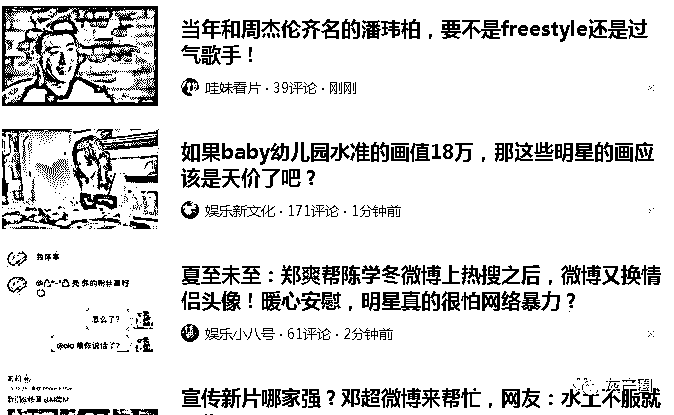 当年和周杰伦齐名的潘玮柏，要不是freestyle还是过
气歌手！
哇妹看片 · 39评论 · 刚刚
如果baby幼儿园水准的画值18万，那这些明星的画应
该是天价了吧？
娱乐新文化 · 171评论 · 1分钟前
夏至未至：郑爽帮陈学冬微博上热搜之后，微博又换情
侣头像！暖心安慰，明星真的很怕网络暴力？
怎么了？
娱乐小八号 · 61评论 · 2分钟前
灰产圈
宣传新片哪家强？邓超微博来帮忙，网友：水土不服就